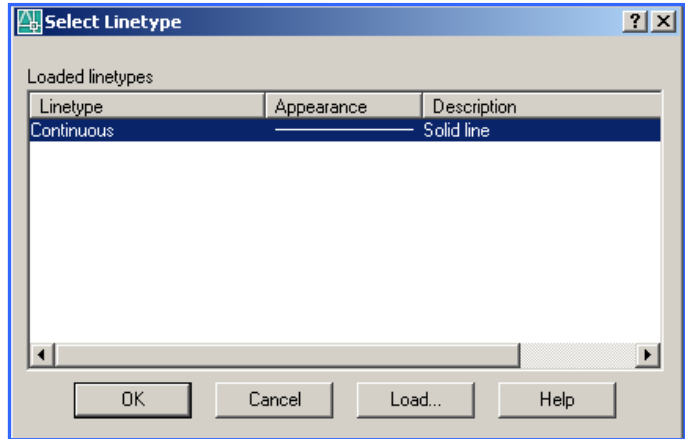 Select Linetype
Loaded linetypes
Linetype Appearance Description
Continuous Solid line
OK Cancel Load... Help